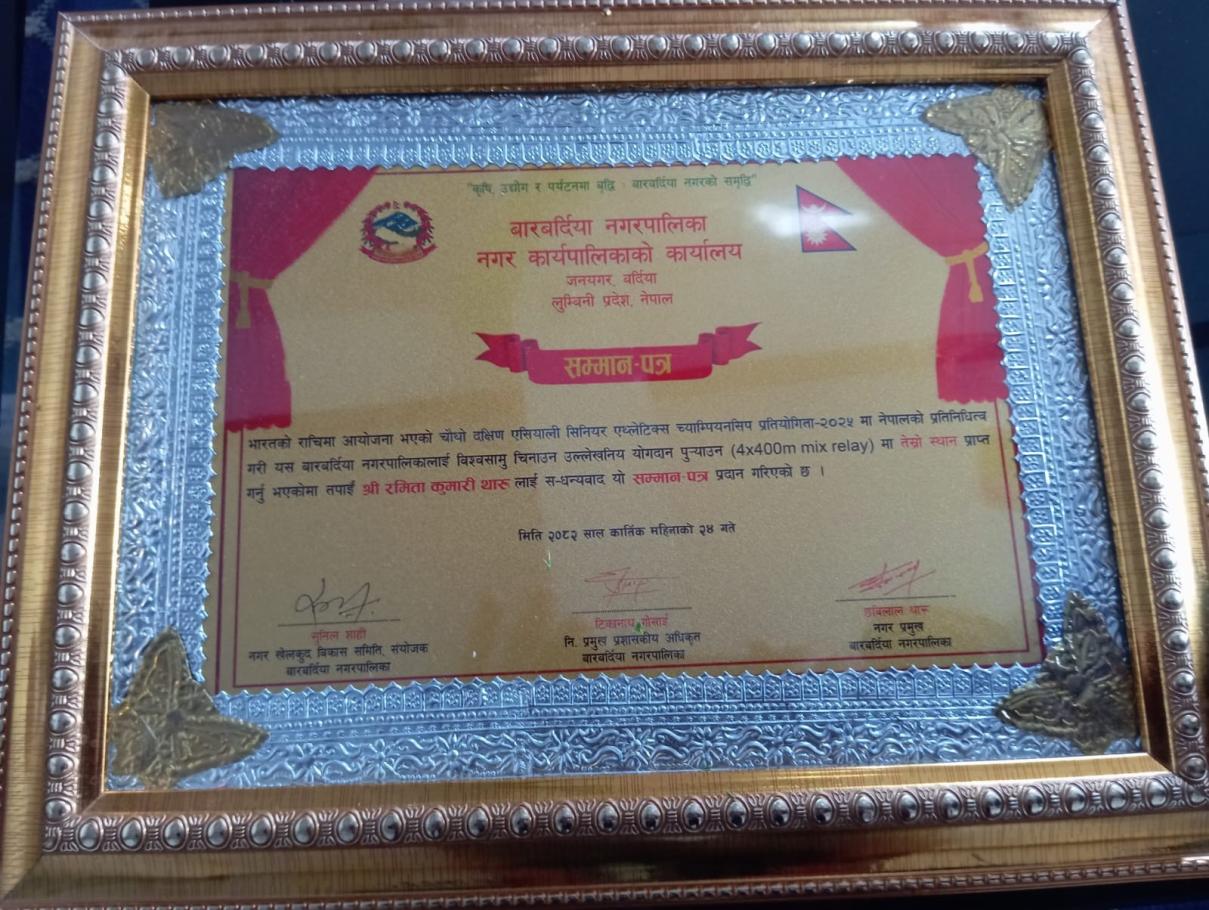 "कृषि, उद्योग र पर्यटनमा बृद्धि : बारबर्दिया नगरको समृद्धि"
बारबर्दिया नगरपालिका
नगर कार्यपालिकाको कार्यालय
जनयगर, बर्दिया
लुम्बिनी प्रदेश, नेपाल
सम्मान-पत्र
भारतको राचिमा आयोजना भएको चौथो दक्षिण एसियाली सिनियर एथ्लेटिक्स च्याम्पियनसिप प्रतियोगिता-२०२५ मा नेपालको प्रतिनिधित्व
गरी यस बारबर्दिया नगरपालिकालाई विश्वसामु चिनाउन उल्लेखनिय योगदान पुऱ्याउन (4x400m mix relay) मा तेस्रो स्थान प्राप्त
गर्नु भएकोमा तपाईं श्री रमिता कुमारी थारू लाई स-धन्यवाद यो सम्मान-पत्र प्रदान गरिएको छ ।
मिति २०८२ साल कार्तिक महिनाको २४ गते
सुनिल शाही
नगर खेलकुद विकास समिति, संयोजक
बारबर्दिया नगरपालिका
टिकानाथ गोसाई
नि. प्रमुख प्रशासकीय अधिकृत
बारबर्दिया नगरपालिका
छबिलाल थारू
नगर प्रमुख
बारबर्दिया नगरपालिका